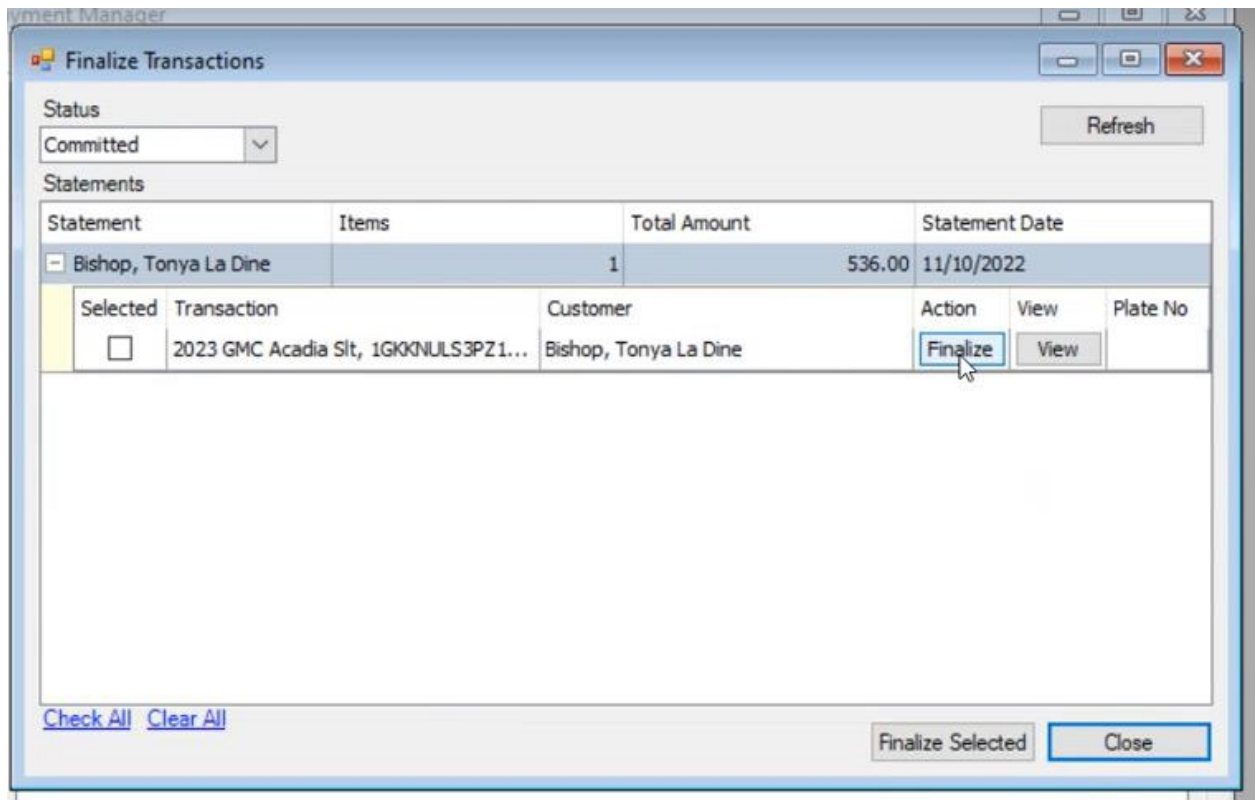 yment Manager
Finalize Transactions
Status
Refresh
Committed
Statements
Statement Items Total Amount Statement Date
Bishop, Tonya La Dine 1 536.00 11/10/2022
Selected Transaction Customer Action View Plate No
2023 GMC Acadia Slt, 1GKKNULS3PZ1... Bishop, Tonya La Dine Finalize View
Check All Clear All
Finalize Selected Close